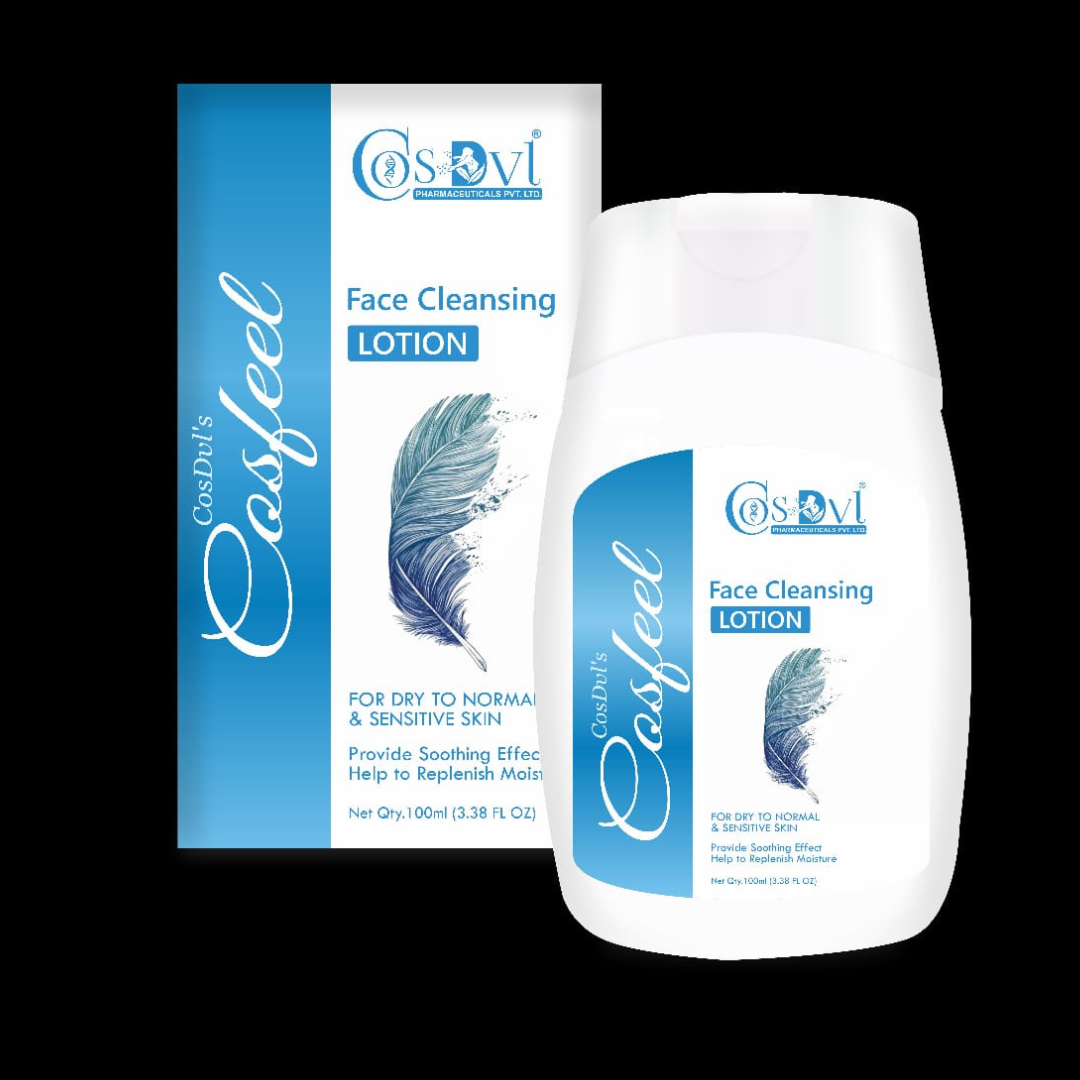 CosDvl's
Cosfeel
CosDvl®
PHARMACEUTICALS PVT. LTD.
Face Cleansing
LOTION
FOR DRY TO NORMA
& SENSITIVE SKIN
Provide Soothing Effec
Help to Replenish Moist
Net Qty.100ml (3.38 FL OZ)
CosDvl's
Cosfeel
CosDvl®
PHARMACEUTICALS PVT. LTD.
Face Cleansing
LOTION
FOR DRY TO NORMAL
& SENSITIVE SKIN
Provide Soothing Effect
Help to Replenish Moisture
Net Qty.100ml (3.38 FL OZ)